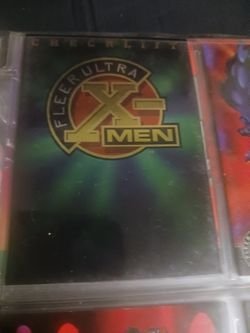 CHECKLIST
FLEER ULTRA
X-
MEN